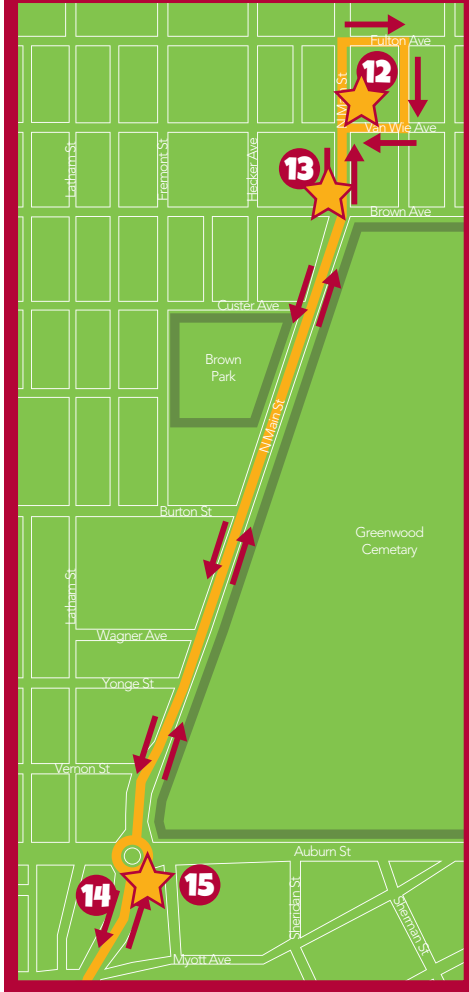 Fulton Ave
12
N Main St
Van Wie Ave
Latham St
Fremont St
Hecker Ave
13
Brown Ave
Custer Ave
Brown
Park
N Main St
Burton St
Greenwood
Cemetary
Latham St
Wagner Ave
Yonge St
Vernon St
Auburn St
14
15
Sheridan St
Sherman St
Myott Ave